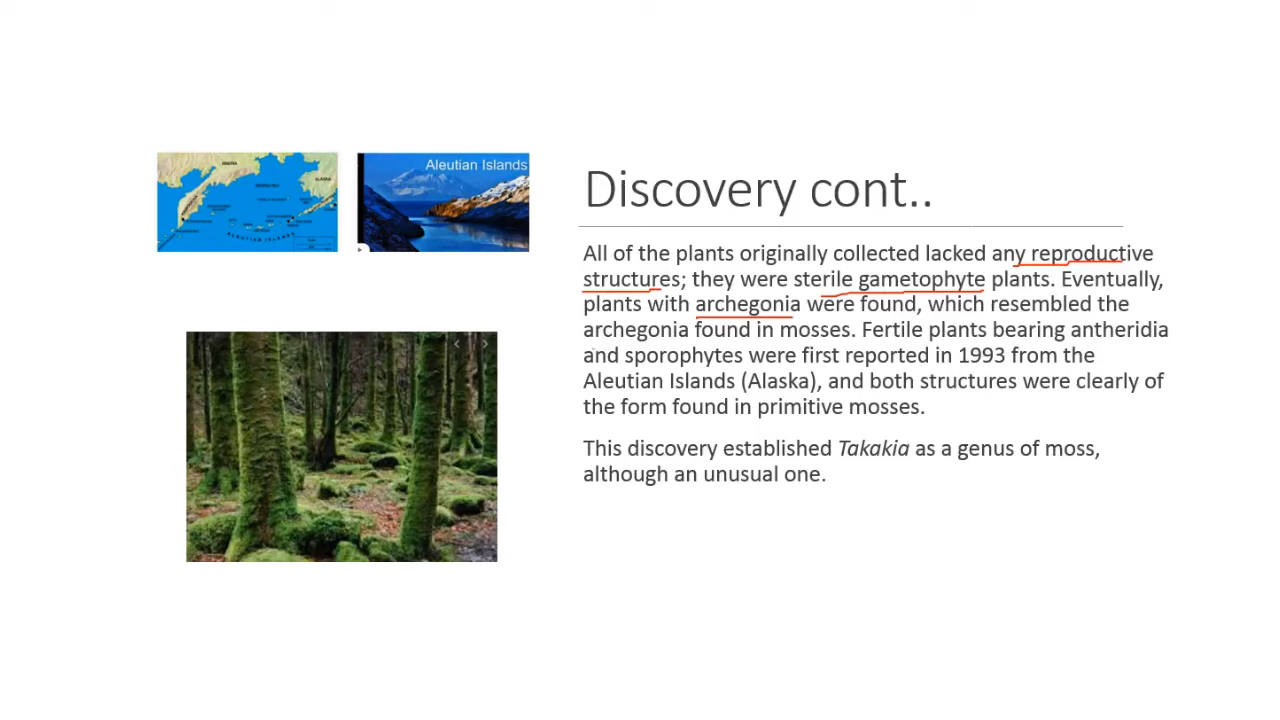 Aleutian Islands
Discovery cont..
All of the plants originally collected lacked any reproductive
structures; they were sterile gametophyte plants. Eventually,
plants with archegonia were found, which resembled the
archegonia found in mosses. Fertile plants bearing antheridia
and sporophytes were first reported in 1993 from the
Aleutian Islands (Alaska), and both structures were clearly of
the form found in primitive mosses.
This discovery established Takakia as a genus of moss,
although an unusual one.